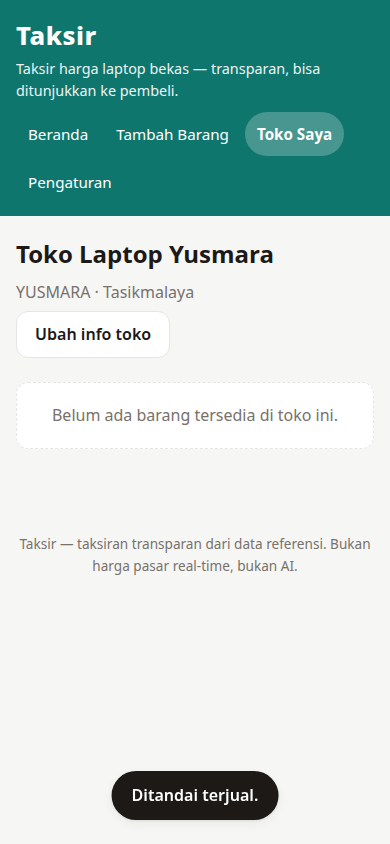 Taksir
Taksir harga laptop bekas — transparan, bisa
ditunjukkan ke pembeli.
Beranda
Tambah Barang
Toko Saya
Pengaturan
Toko Laptop Yusmara
YUSMARA · Tasikmalaya
Ubah info toko
Belum ada barang tersedia di toko ini.
Taksir — taksiran transparan dari data referensi. Bukan
harga pasar real-time, bukan AI.
Ditandai terjual.